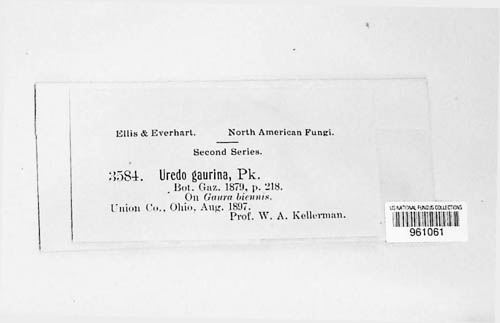 Ellis & Everhart. North American Fungi.
Second Series.
3584. Uredo gaurina, Pk.
Bot. Gaz. 1879, p. 218.
On Gaura biennis.
Union Co., Ohio, Aug. 1897.
Prof. W. A. Kellerman.
US NATIONAL FUNGUS COLLECTIONS
961061